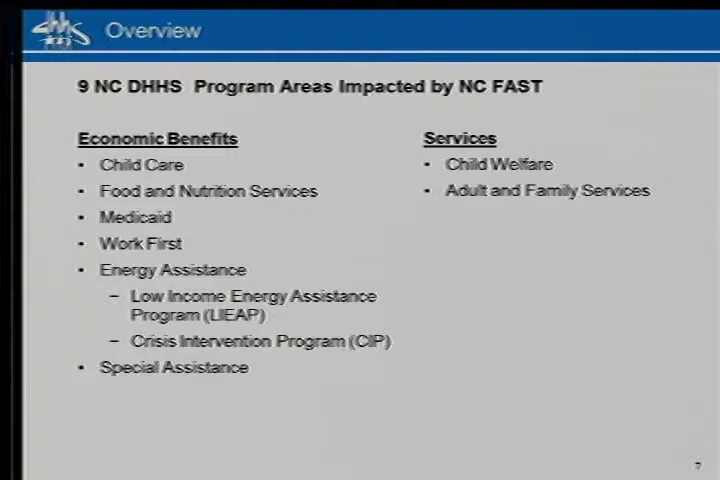 Overview
9 NC DHHS Program Areas Impacted by NC FAST
Economic Benefits
• Child Care
• Food and Nutrition Services
• Medicaid
• Work First
• Energy Assistance
– Low Income Energy Assistance
Program (LIEAP)
– Crisis Intervention Program (CIP)
• Special Assistance
Services
• Child Welfare
• Adult and Family Services
7